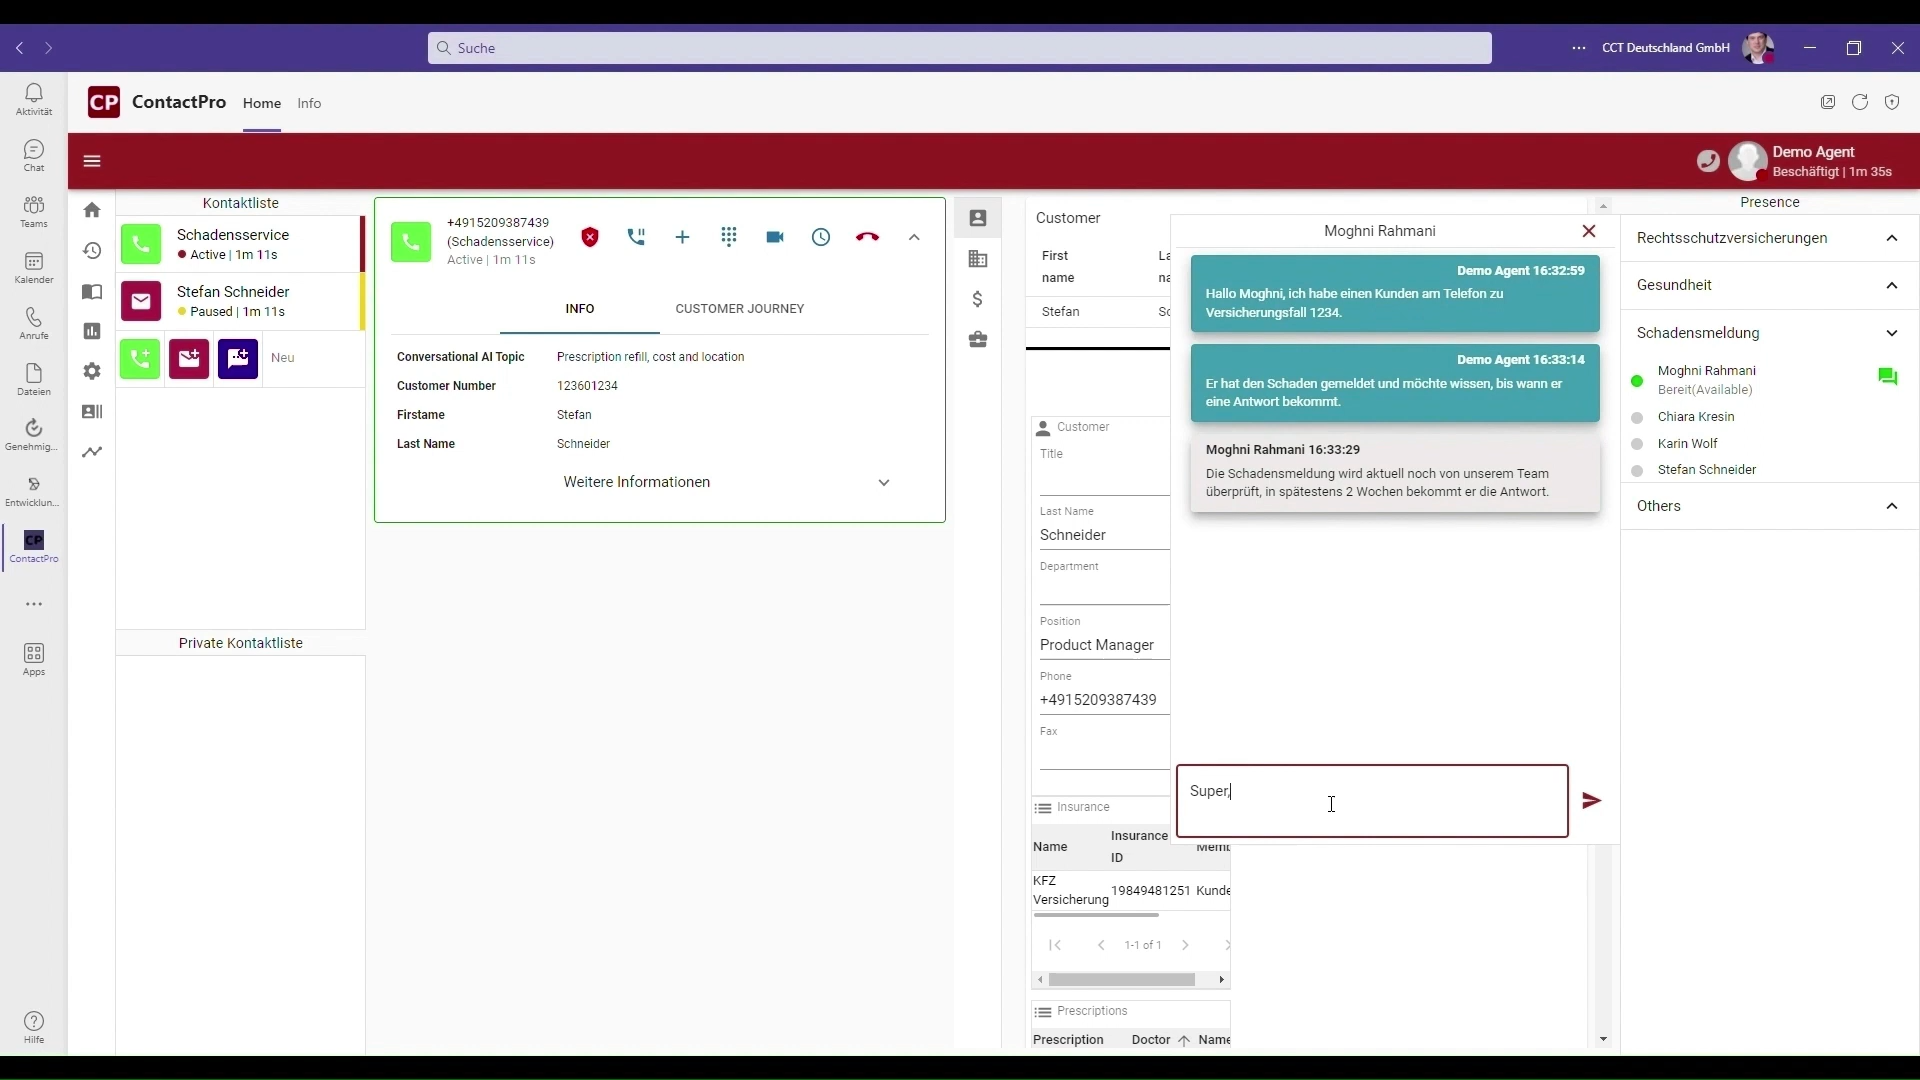 Suche
CCT Deutschland GmbH
Aktivität
Chat
Teams
Kalender
Anrufe
Dateien
Genehmig...
Entwicklun...
CP
ContactPro
Apps
Hilfe
CP ContactPro Home Info
Demo Agent
Beschäftigt | 1m 35s
Kontaktliste
Schadensservice
Active | 1m 11s
Stefan Schneider
Paused | 1m 11s
Neu
Private Kontaktliste
+4915209387439
(Schadensservice)
Active | 1m 11s
INFO CUSTOMER JOURNEY
Conversational AI Topic Prescription refill, cost and location
Customer Number 123601234
Firstame Stefan
Last Name Schneider
Weitere Informationen
Customer
First
name
La
na
Stefan Sc
Customer
Title
Last Name
Schneider
Department
Position
Product Manager
Phone
+4915209387439
Fax
Insurance
Name
Insurance
ID
Memb
KFZ
Versicherung
19849481251 Kunde
1-1 of 1
Prescriptions
Prescription Doctor Name
Moghni Rahmani
Demo Agent 16:32:59
Hallo Moghni, ich habe einen Kunden am Telefon zu
Versicherungsfall 1234.
Demo Agent 16:33:14
Er hat den Schaden gemeldet und möchte wissen, bis wann er
eine Antwort bekommt.
Moghni Rahmani 16:33:29
Die Schadensmeldung wird aktuell noch von unserem Team
überprüft, in spätestens 2 Wochen bekommt er die Antwort.
Super,
Presence
Rechtsschutzversicherungen
Gesundheit
Schadensmeldung
Moghni Rahmani
Bereit(Available)
Chiara Kresin
Karin Wolf
Stefan Schneider
Others